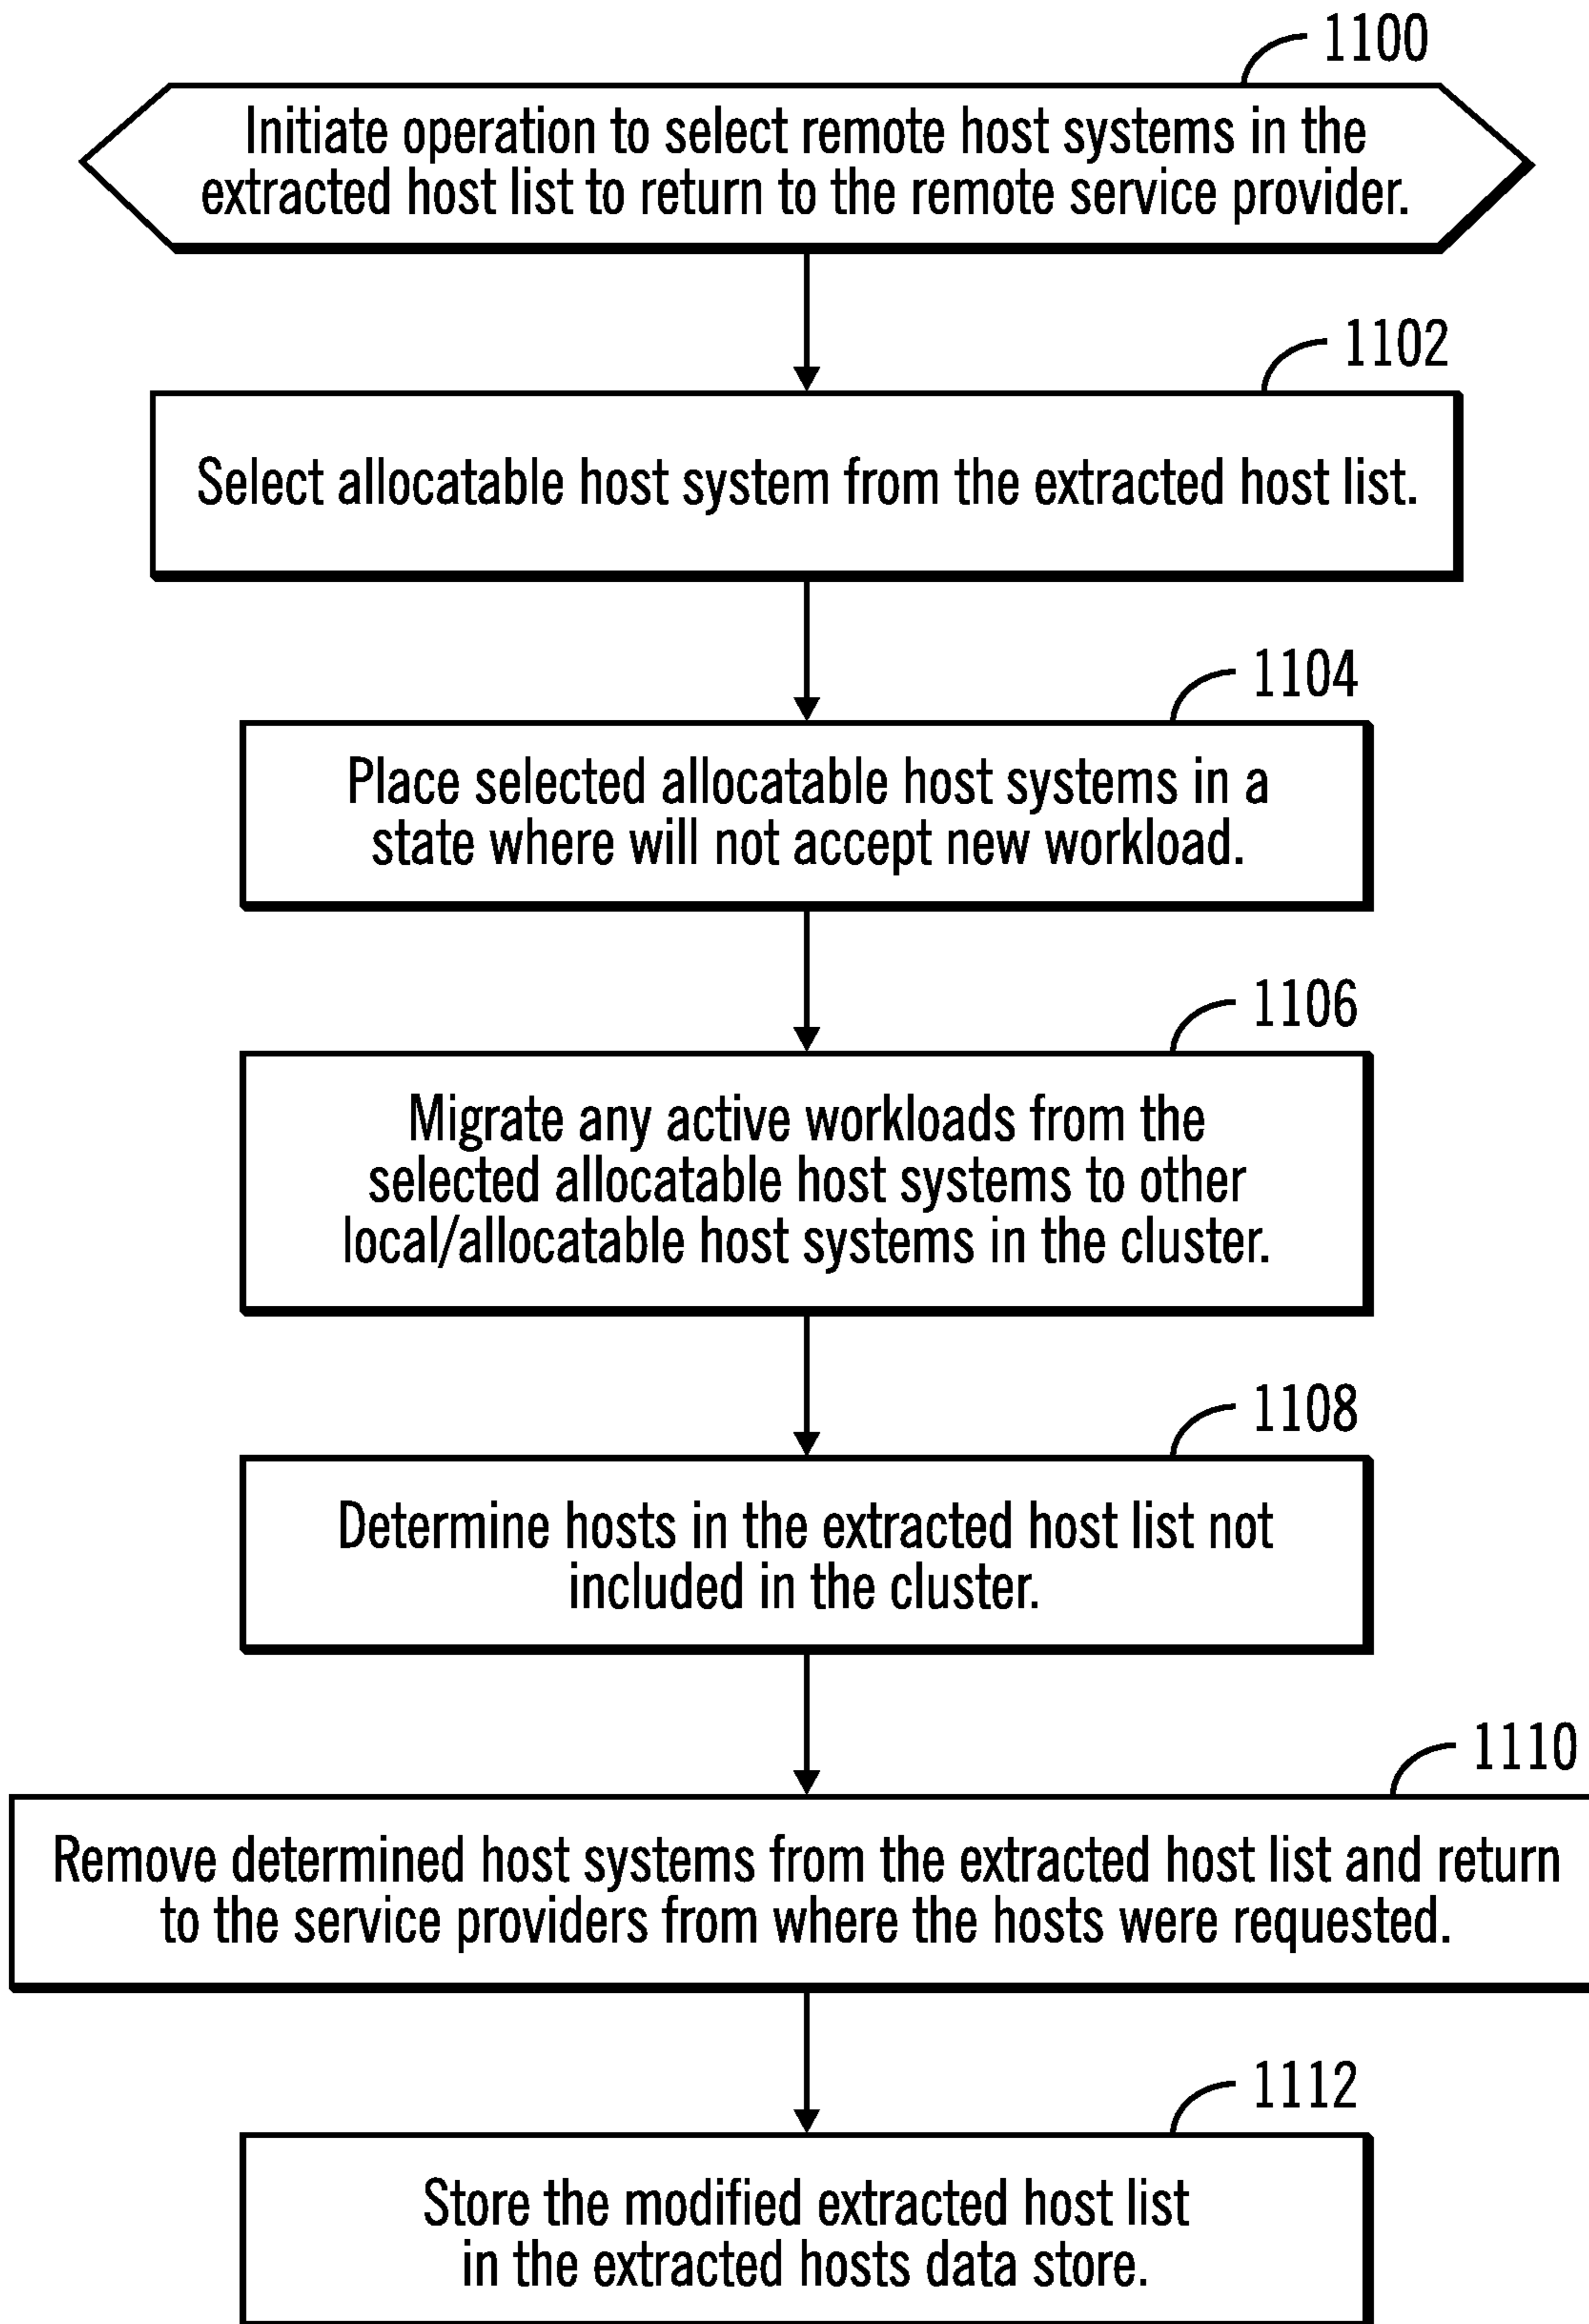 1100
Initiate operation to select remote host systems in the
extracted host list to return to the remote service provider.
1102
Select allocatable host system from the extracted host list.
1104
Place selected allocatable host systems in a
state where will not accept new workload.
1106
Migrate any active workloads from the
selected allocatable host systems to other
local/allocatable host systems in the cluster.
1108
Determine hosts in the extracted host list not
included in the cluster.
1110
Remove determined host systems from the extracted host list and return
to the service providers from where the hosts were requested.
1112
Store the modified extracted host list
in the extracted hosts data store.